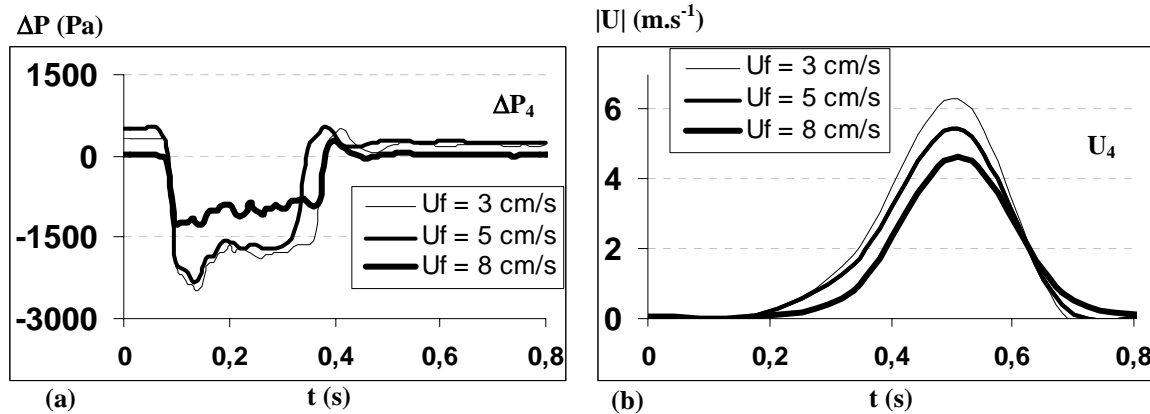 ΔP (Pa)
1500
0
-1500
-3000
ΔP4
Uf = 3 cm/s
Uf = 5 cm/s
Uf = 8 cm/s
0 0,2 0,4 0,6 0,8
(a) t (s)
|U| (m.s-1)
6
4
2
0
Uf = 3 cm/s
Uf = 5 cm/s
Uf = 8 cm/s
U4
0 0,2 0,4 0,6 0,8
(b) t (s)